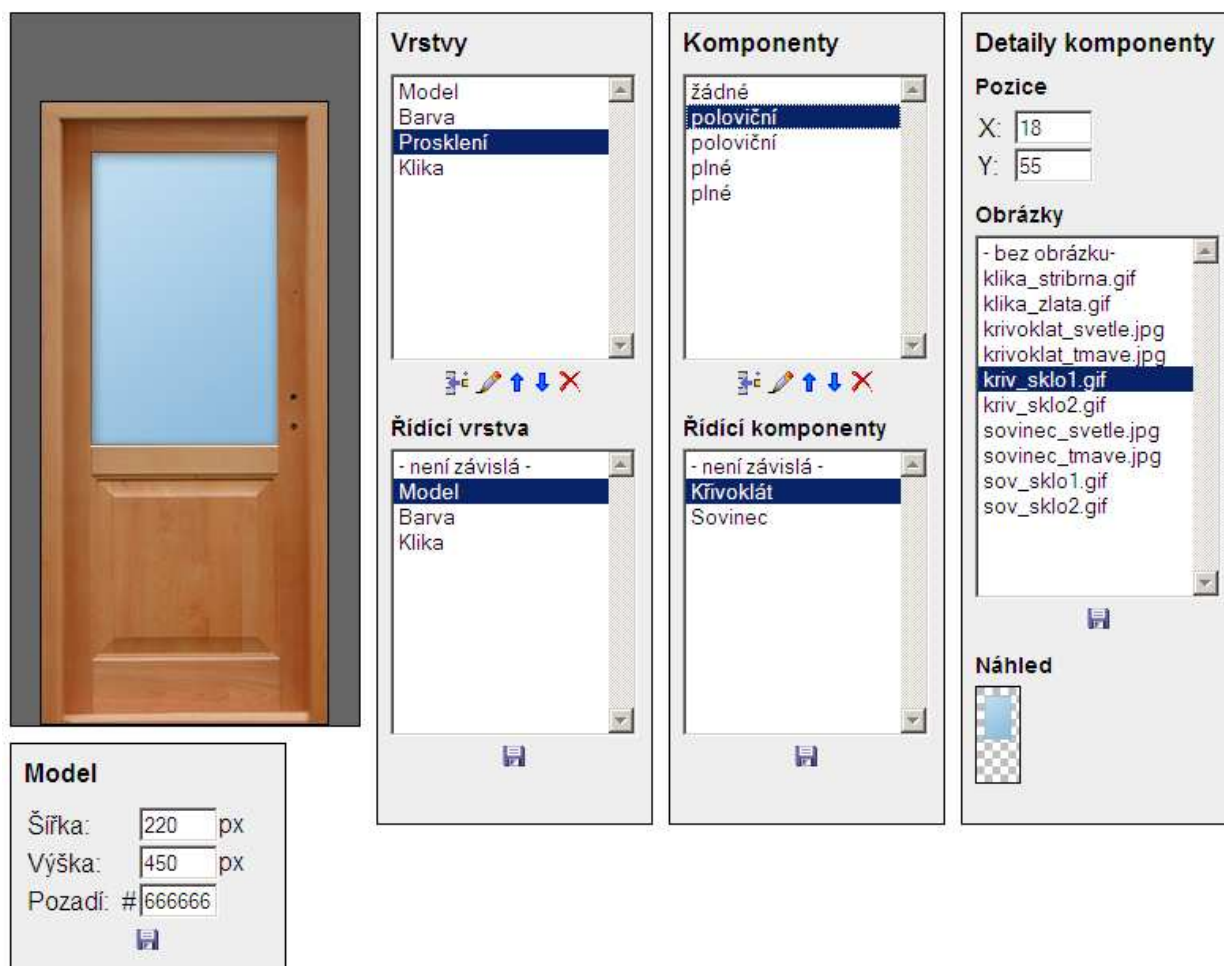 Vrstvy
Model
Barva
Prosklení
Klika
Řídící vrstva
- není závislá -
Model
Barva
Klika
Komponenty
žádné
poloviční
poloviční
plné
plné
Řídící komponenty
- není závislá -
Křivoklát
Sovinec
Detaily komponenty
Pozice
X: 18
Y: 55
Obrázky
- bez obrázku-
klika_stribrna.gif
klika_zlata.gif
krivoklat_svetle.jpg
krivoklat_tmave.jpg
kriv_sklo1.gif
kriv_sklo2.gif
sovinec_svetle.jpg
sovinec_tmave.jpg
sov_sklo1.gif
sov_sklo2.gif
Náhled
Model
Šířka: 220 px
Výška: 450 px
Pozadí: # 666666